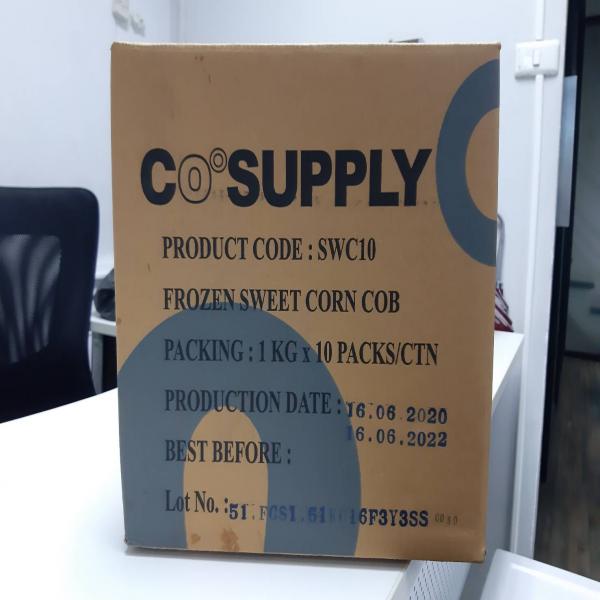 CO°SUPPLY
PRODUCT CODE : SWC10
FROZEN SWEET CORN COB
PACKING : 1 KG x 10 PACKS/CTN
PRODUCTION DATE : 16.06.2020
16.06.2022
BEST BEFORE :
Lot No. :